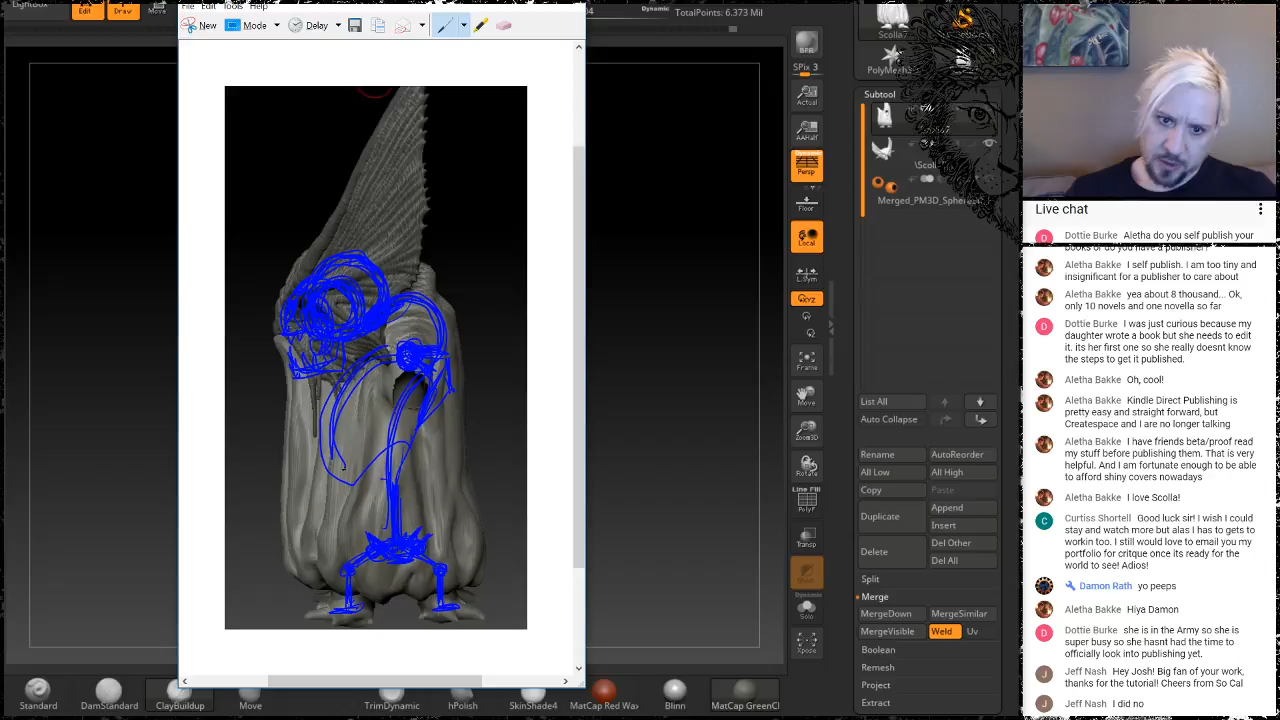 LightBox
Edit
Draw
Move
File Edit Tools Help
Dynamic
TotalPoints: 6.373 Mil
New
Mode
Delay
BPR
SPix 3
Actual
AAHalf
Dynamic
Persp
Floor
Local
L.Sym
XYZ
Frame
Move
Zoom3D
Rotate
Line Fill
PolyF
Transp
Dynamic
Solo
Xpose
Scolla7
PolyMesh
Subtool
Merged_PM3D_Sphere
List All
Auto Collapse
Rename
AutoReorder
All Low
All High
Copy
Paste
Duplicate
Append
Insert
Delete
Del Other
Del All
Split
Merge
MergeDown
MergeSimilar
MergeVisible
Weld
Uv
Boolean
Remesh
Project
Extract
Standard
DamStandard
ClayBuildup
Move
TrimDynamic
hPolish
SkinShade4
MatCap Red Wax
Blinn
MatCap GreenCl
Live chat
D Dottie Burke Aletha do you self publish your
books or do you have a publisher?
Aletha Bakke I self publish. I am too tiny and
insignificant for a publisher to care about
Aletha Bakke yea about 8 thousand... Ok,
only 10 novels and one novella so far
D Dottie Burke I was just curious because my
daughter wrote a book but she needs to edit
it. its her first one so she really doesnt know
the steps to get it published.
Aletha Bakke Oh, cool!
Aletha Bakke Kindle Direct Publishing is
pretty easy and straight forward, but
Createspace and I are no longer talking
Aletha Bakke I have friends beta/proof read
my stuff before publishing them. That is very
helpful. And I am fortunate enough to be able
to afford shiny covers nowadays
Aletha Bakke I love Scolla!
C Curtiss Shortell Good luck sir! I wish I could
stay and watch more but alas I has to gets to
workin too. I still would love to email you my
portfolio for critque once its ready for the
world to see! Adios!
Damon Rath yo peeps
Aletha Bakke Hiya Damon
D Dottie Burke she is in the Army so she is
super busy so she hasnt had the time to
officially look into publishing yet.
J Jeff Nash Hey Josh! Big fan of your work,
thanks for the tutorial! Cheers from So Cal
J Jeff Nash I did no